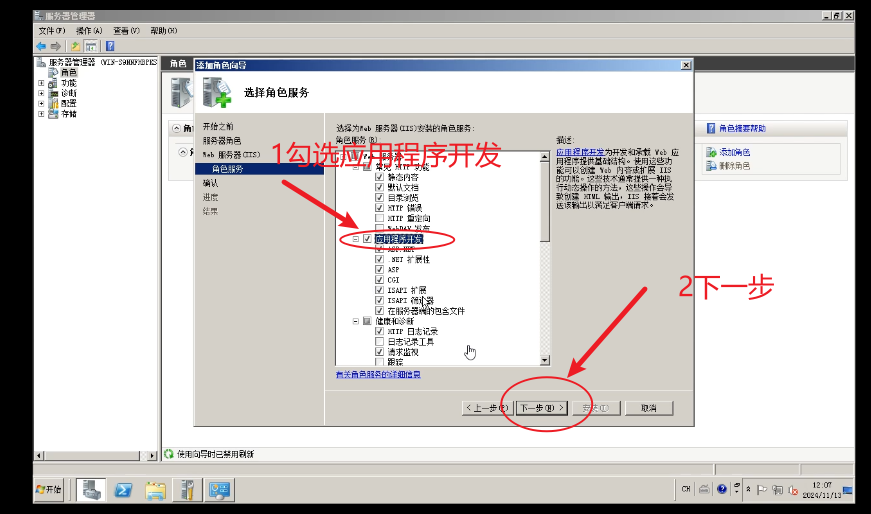 服务器管理器
文件(F) 操作(A) 查看(V) 帮助(H)
服务器管理器 (WIN-S9HNFMBPKS
角色
功能
诊断
配置
存储
角色
添加角色向导
选择角色服务
开始之前
服务器角色
Web 服务器(IIS)
角色服务
确认
进度
结果
选择为Web 服务器(IIS)安装的角色服务:
角色服务(R)
1勾选应用程序开发
常见 HTTP 功能
静态内容
默认文档
目录浏览
HTTP 错误
HTTP 重定向
WebDAV 发布
应用程序开发
ASP.NET
.NET 扩展性
ASP
CGI
ISAPI 扩展
ISAPI 筛选器
在服务器端的包含文件
健康和诊断
HTTP 日志记录
日志记录工具
请求监视
跟踪
有关角色服务的详细信息
描述:
应用程序开发为开发和承载 Web 应
用程序提供基础结构。使用这些功
能可以创建 Web 内容或扩展 IIS
的功能。这些技术通常提供一种执
行动态操作的方法，这些操作会导
致创建 HTML 输出，IIS 接着会发
送该输出以满足客户端请求。
2下一步
< 上一步(P) 下一步(N) > 安装(I) 取消
角色摘要帮助
添加角色
删除角色
使用向导时已禁用刷新
开始
CH
12:07
2024/11/13